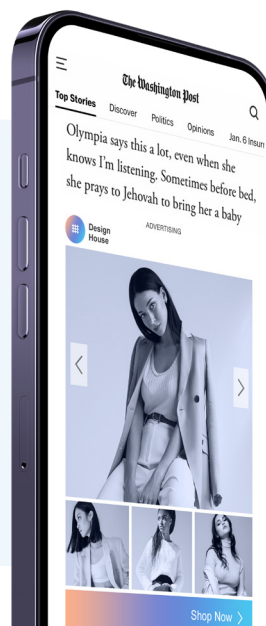 The Washington Post
Top Stories Discover Politics Opinions Jan. 6 Insurr
Olympia says this a lot, even when she
knows I'm listening. Sometimes before bed,
she prays to Jehovah to bring her a baby
Design
House
ADVERTISING
Shop Now